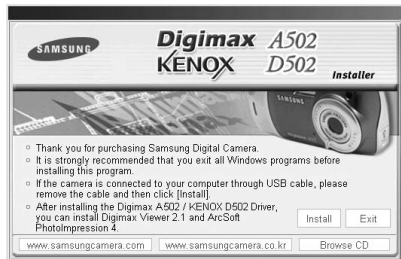 SAMSUNG
Digimax A502
KENOX D502
Installer
SAMSUNG
Thank you for purchasing Samsung Digital Camera.
It is strongly recommended that you exit all Windows programs before
installing this program.
If the camera is connected to your computer through USB cable, please
remove the cable and then click [Install].
After installing the Digimax A502 / KENOX D502 Driver,
you can install Digimax Viewer 2.1 and ArcSoft
PhotoImpression 4.
Install Exit
www.samsungcamera.com www.samsungcamera.co.kr Browse CD